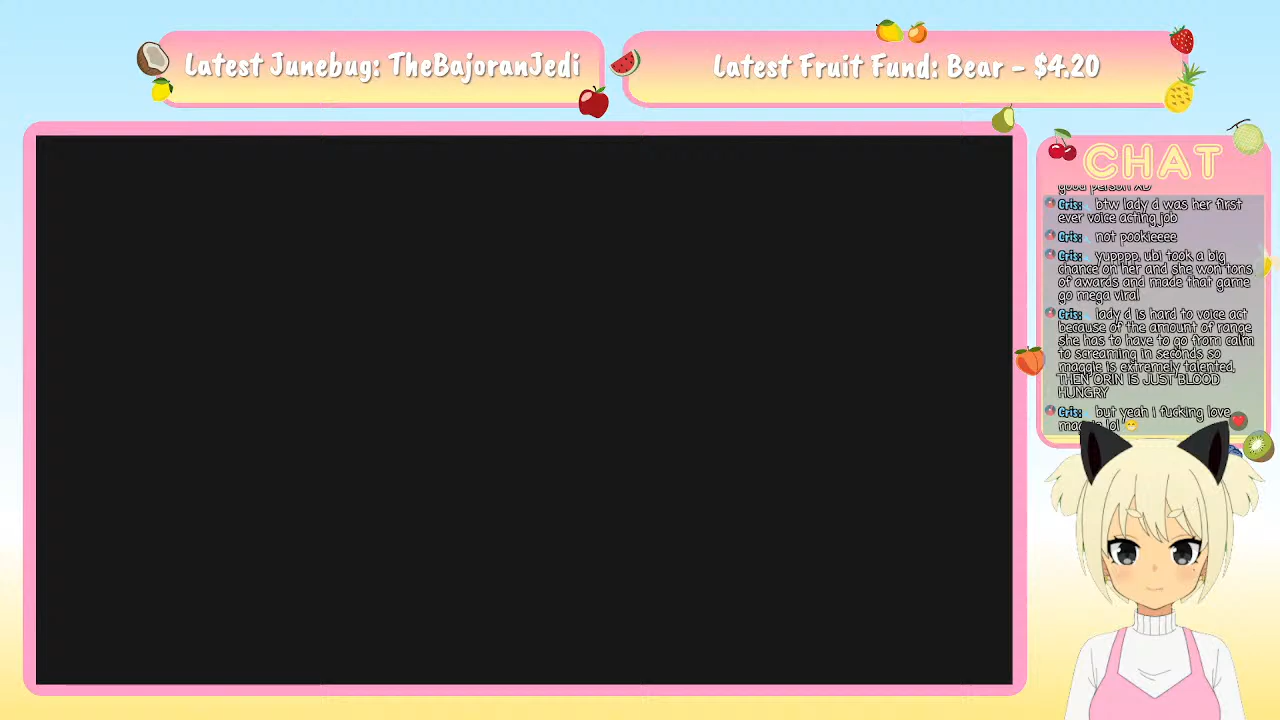 Latest Junebug: TheBajoranJedi
Latest Fruit Fund: Bear - $4.20
CHAT
good person XD
Cris: btw lady d was her first
ever voice acting job
Cris: not pookieeee
Cris: yupppp, ubi took a big
chance on her and she won tons
of awards and made that game
go mega viral
Cris: lady d is hard to voice act
because of the amount of range
she has to have to go from calm
to screaming in seconds so
maggie is extremely talented,
THEN ORIN IS JUST BLOOD
HUNGRY
Cris: but yeah i fucking love
lol